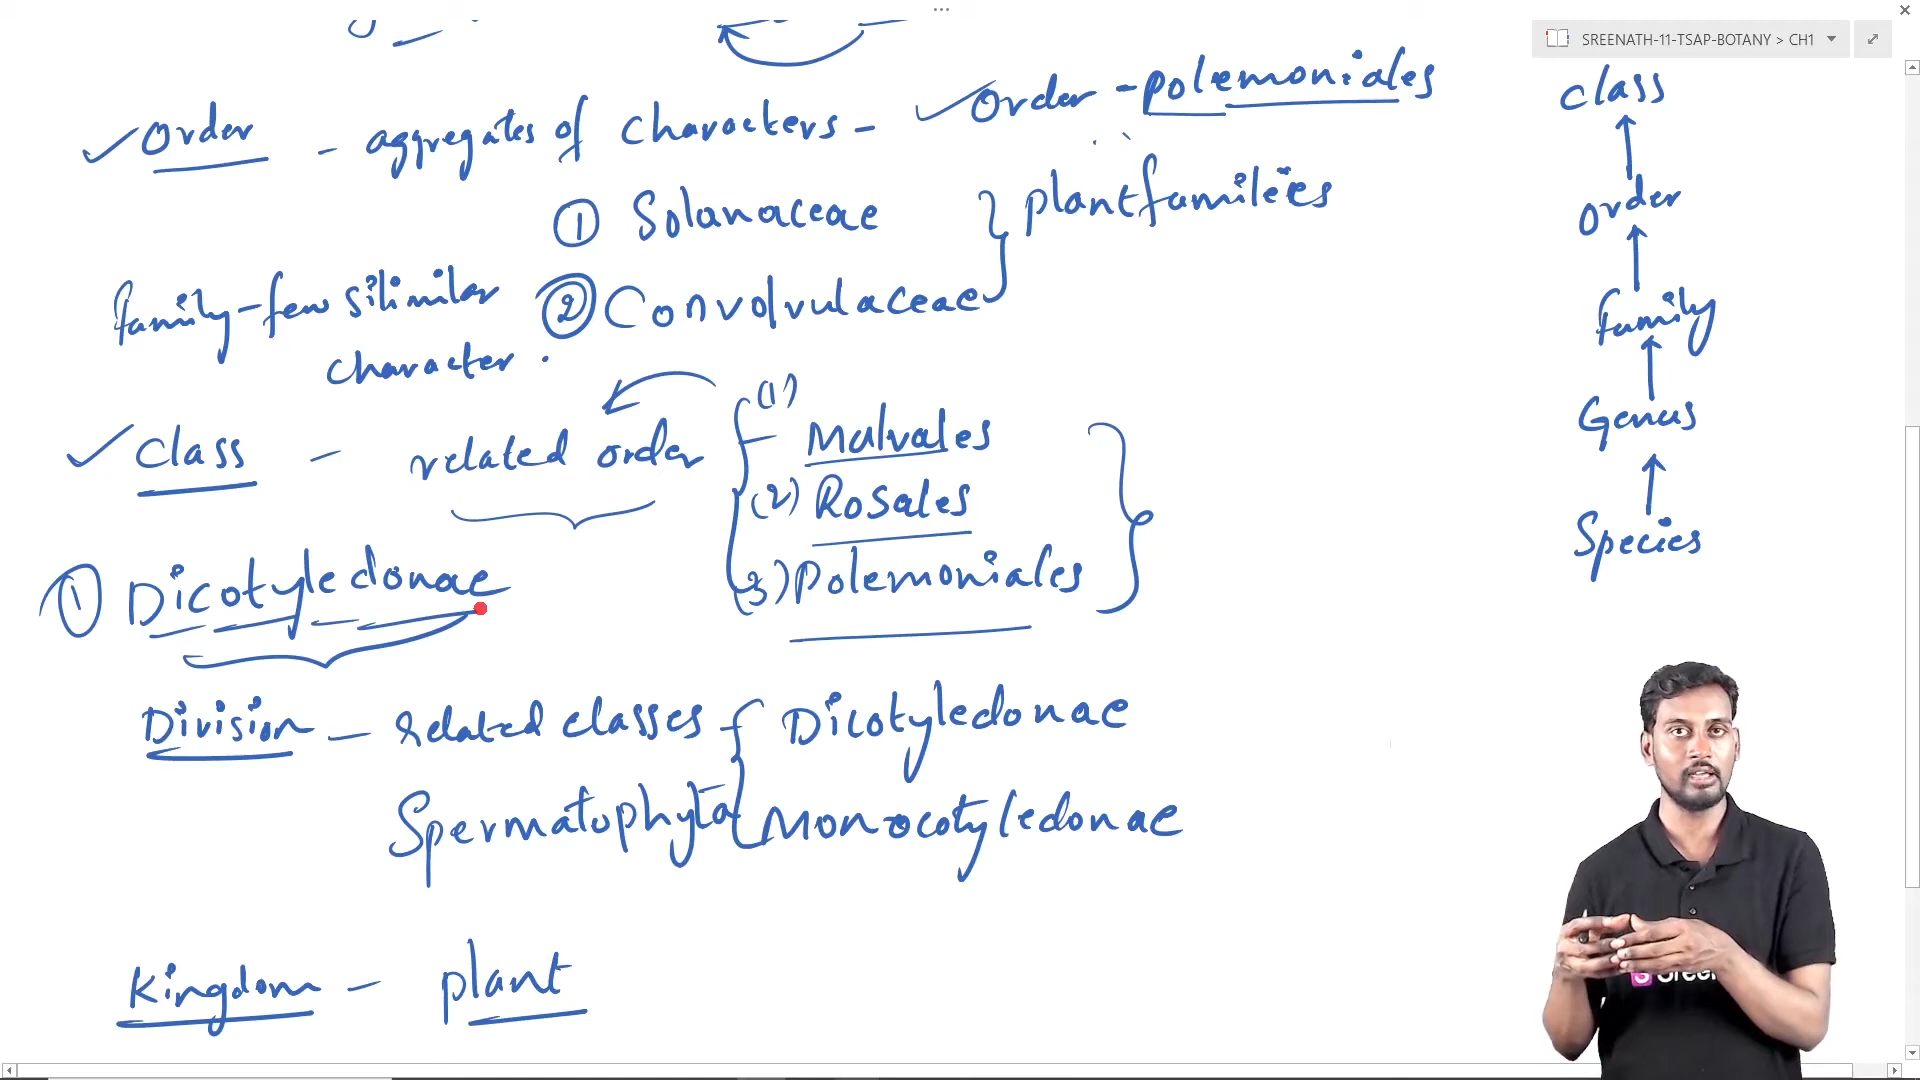 SREENATH-11-TSAP-BOTANY > CH1
✓ Order - aggregates of characters - ✓ Order - polemoniales
① Solanaceae } plant familiies
② Convolvulaceae
family - few silimilar
character .
✓ class - related order { (1) Malvales
(2) Rosales
(3) Polemoniales }
① Dicotyledonae
Division - related classes { Dicotyledonae
Spermatophyta { Monocotyledonae
Kingdom - plant
class
↑
order
↑
family
↑
Genus
↑
Species